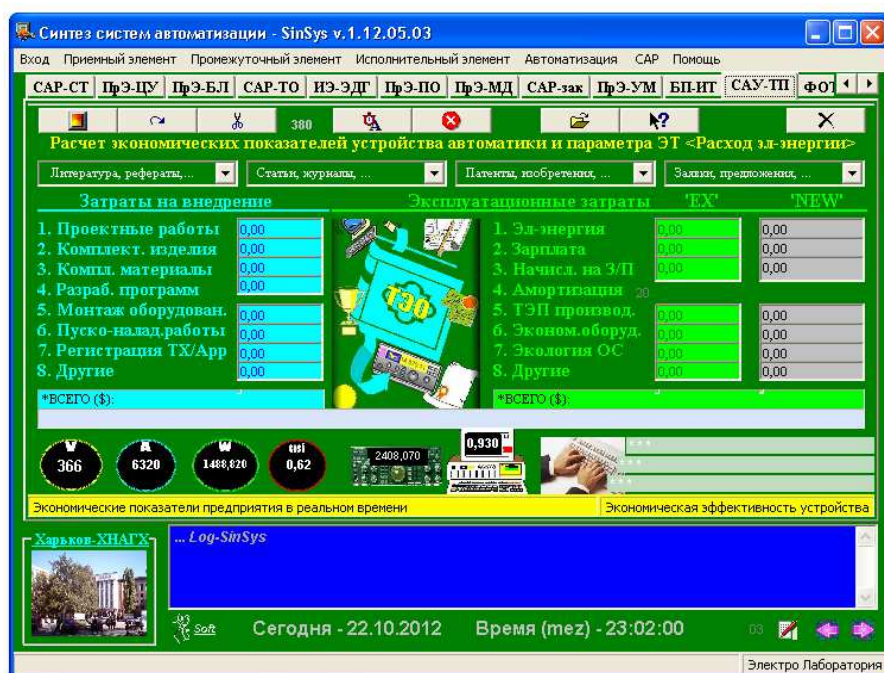 Синтез систем автоматизации - SinSys v.1.12.05.03
Вход Приемный элемент Промежуточный элемент Исполнительный элемент Автоматизация САР Помощь
САР-СТ ПрЭ-ЦУ ПрЭ-БЛ САР-ТО ИЭ-ЭДГ ПрЭ-ПО ПрЭ-МД САР-зак ПрЭ-УМ БП-ИТ САУ-ТП ФОТ
380
Расчет экономических показателей устройства автоматики и параметра ЭТ <Расход эл-энергии>
Литература, рефераты,... Статьи, журналы, ... Патенты, изобретения, ... Заявки, предложения, ...
Затраты на внедрение Эксплуатационные затраты 'EX' 'NEW'
1. Проектные работы 0,00 1. Эл-энергия 0,00 0,00
2. Комплект. изделия 0,00 2. Зарплата 0,00 0,00
3. Компл. материалы 0,00 3. Начисл. на З/П 0,00 0,00
4. Разраб. программ 0,00 4. Амортизация 20
5. Монтаж оборудован. 0,00 5. ТЭП производ. 0,00 0,00
6. Пуско-налад.работы 0,00 6. Эконом.оборуд. 0,00 0,00
7. Регистрация ТХ/App 0,00 7. Экология ОС 0,00 0,00
8. Другие 0,00 8. Другие 0,00 0,00
ТЭО
*ВСЕГО ($): *ВСЕГО ($):
V A W cosf
366 6320 1488,820 0,62 2408,070 0,930
***
***
***
Экономические показатели предприятия в реальном времени Экономическая эффективность устройства
Харьков-ХНАГХ
... Log-SinSys
Soft Сегодня - 22.10.2012 Время (mez) - 23:02:00 03
Электро Лаборатория